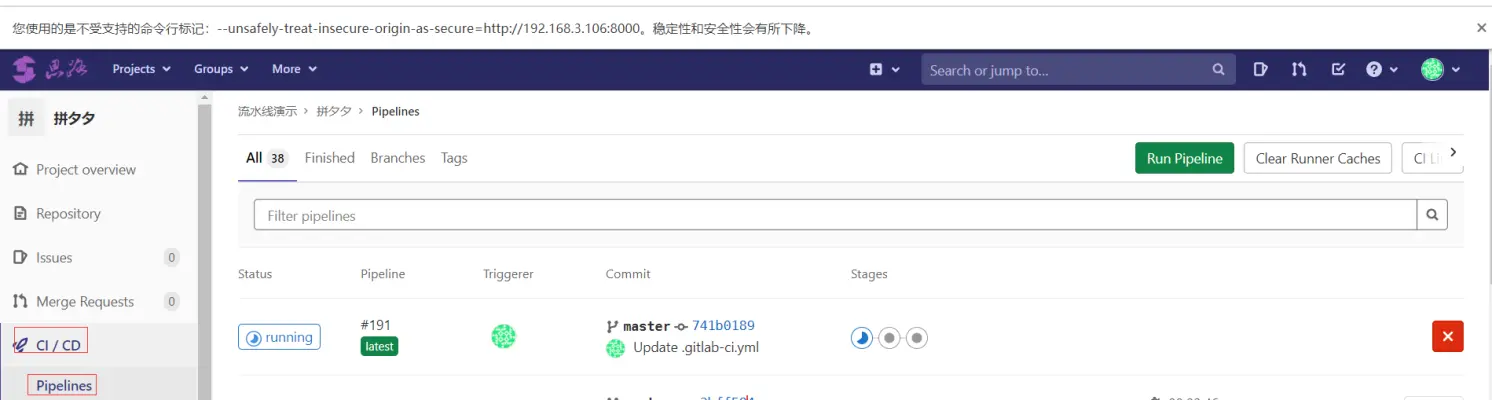 您使用的是不受支持的命令行标记：--unsafely-treat-insecure-origin-as-secure=http://192.168.3.106:8000。稳定性和安全性会有所下降。
思海 Projects Groups More Search or jump to...
拼 拼夕夕
流水线演示 › 拼夕夕 › Pipelines
All 38 Finished Branches Tags Run Pipeline Clear Runner Caches
Project overview
Repository
Filter pipelines
Issues 0
Status Pipeline Triggerer Commit Stages
Merge Requests 0
running #191 master 741b0189
latest Update .gitlab-ci.yml
CI / CD
Pipelines